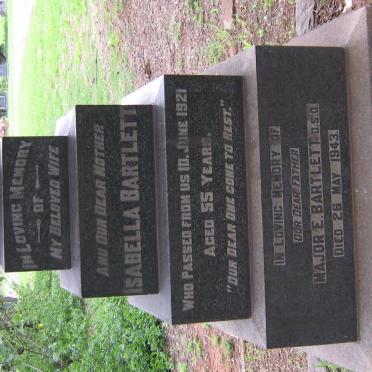 IN LOVING MEMORY
OF
MY BELOVED WIFE
AND OUR DEAR MOTHER
ISABELLA BARTLETT
WHO PASSED FROM US 10. JUNE 1921
AGED 55 YEARS.
"OUR DEAR ONE GONE TO REST."
IN LOVING MEMORY OF
OUR DEAR FATHER
MAJOR E. BARTLETT D.S.O.
DIED 26 MAY 1943.